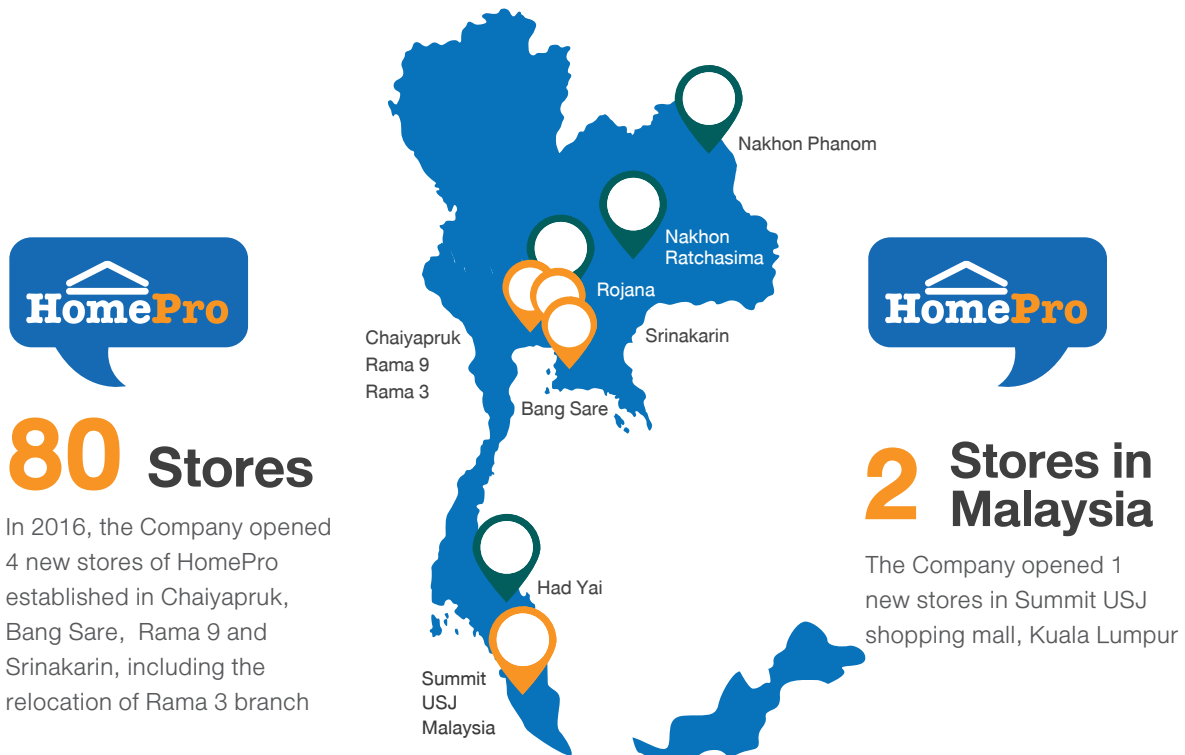 HomePro
80 Stores
In 2016, the Company opened
4 new stores of HomePro
established in Chaiyapruk,
Bang Sare, Rama 9 and
Srinakarin, including the
relocation of Rama 3 branch
Nakhon Phanom
Nakhon
Ratchasima
Rojana
Srinakarin
Chaiyapruk
Rama 9
Rama 3
Bang Sare
Had Yai
Summit
USJ
Malaysia
HomePro
2 Stores in
Malaysia
The Company opened 1
new stores in Summit USJ
shopping mall, Kuala Lumpur